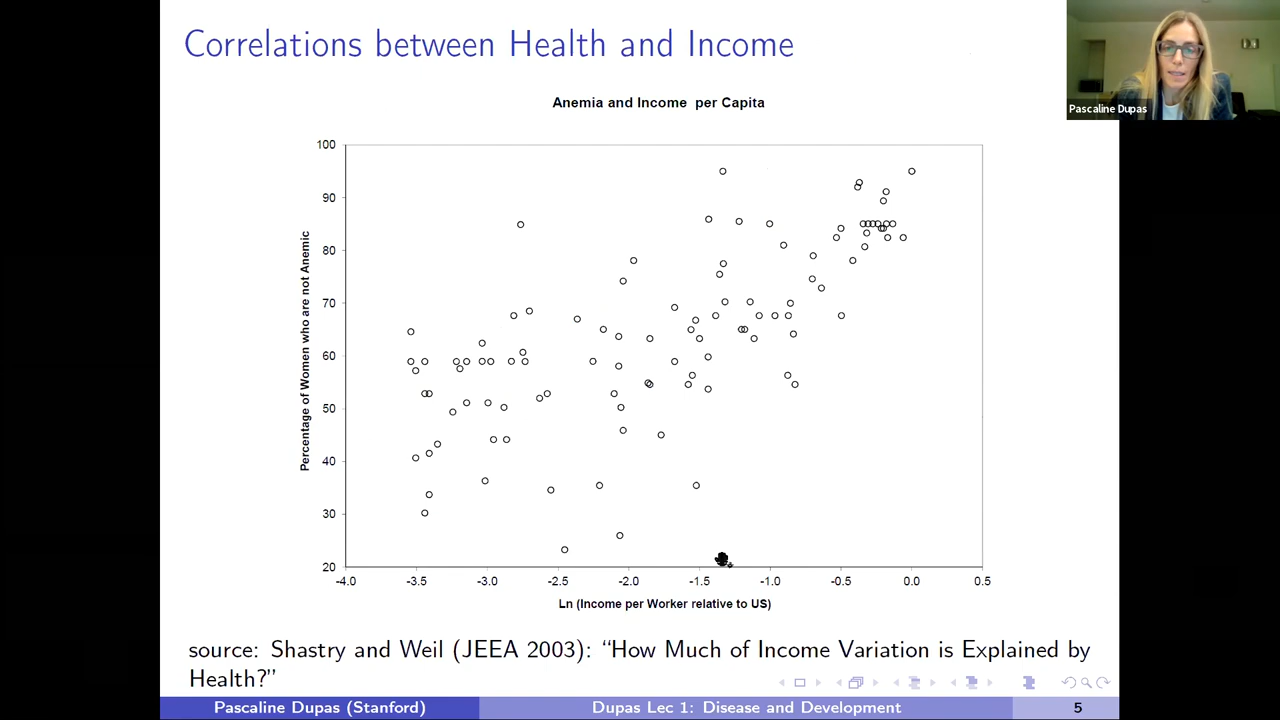 Correlations between Health and Income
Pascaline Dupas
Anemia and Income per Capita
Percentage of Women who are not Anemic
100
90
80
70
60
50
40
30
20
-4.0 -3.5 -3.0 -2.5 -2.0 -1.5 -1.0 -0.5 0.0 0.5
Ln (Income per Worker relative to US)
source: Shastry and Weil (JEEA 2003): “How Much of Income Variation is Explained by
Health?”
Pascaline Dupas (Stanford) Dupas Lec 1: Disease and Development 5